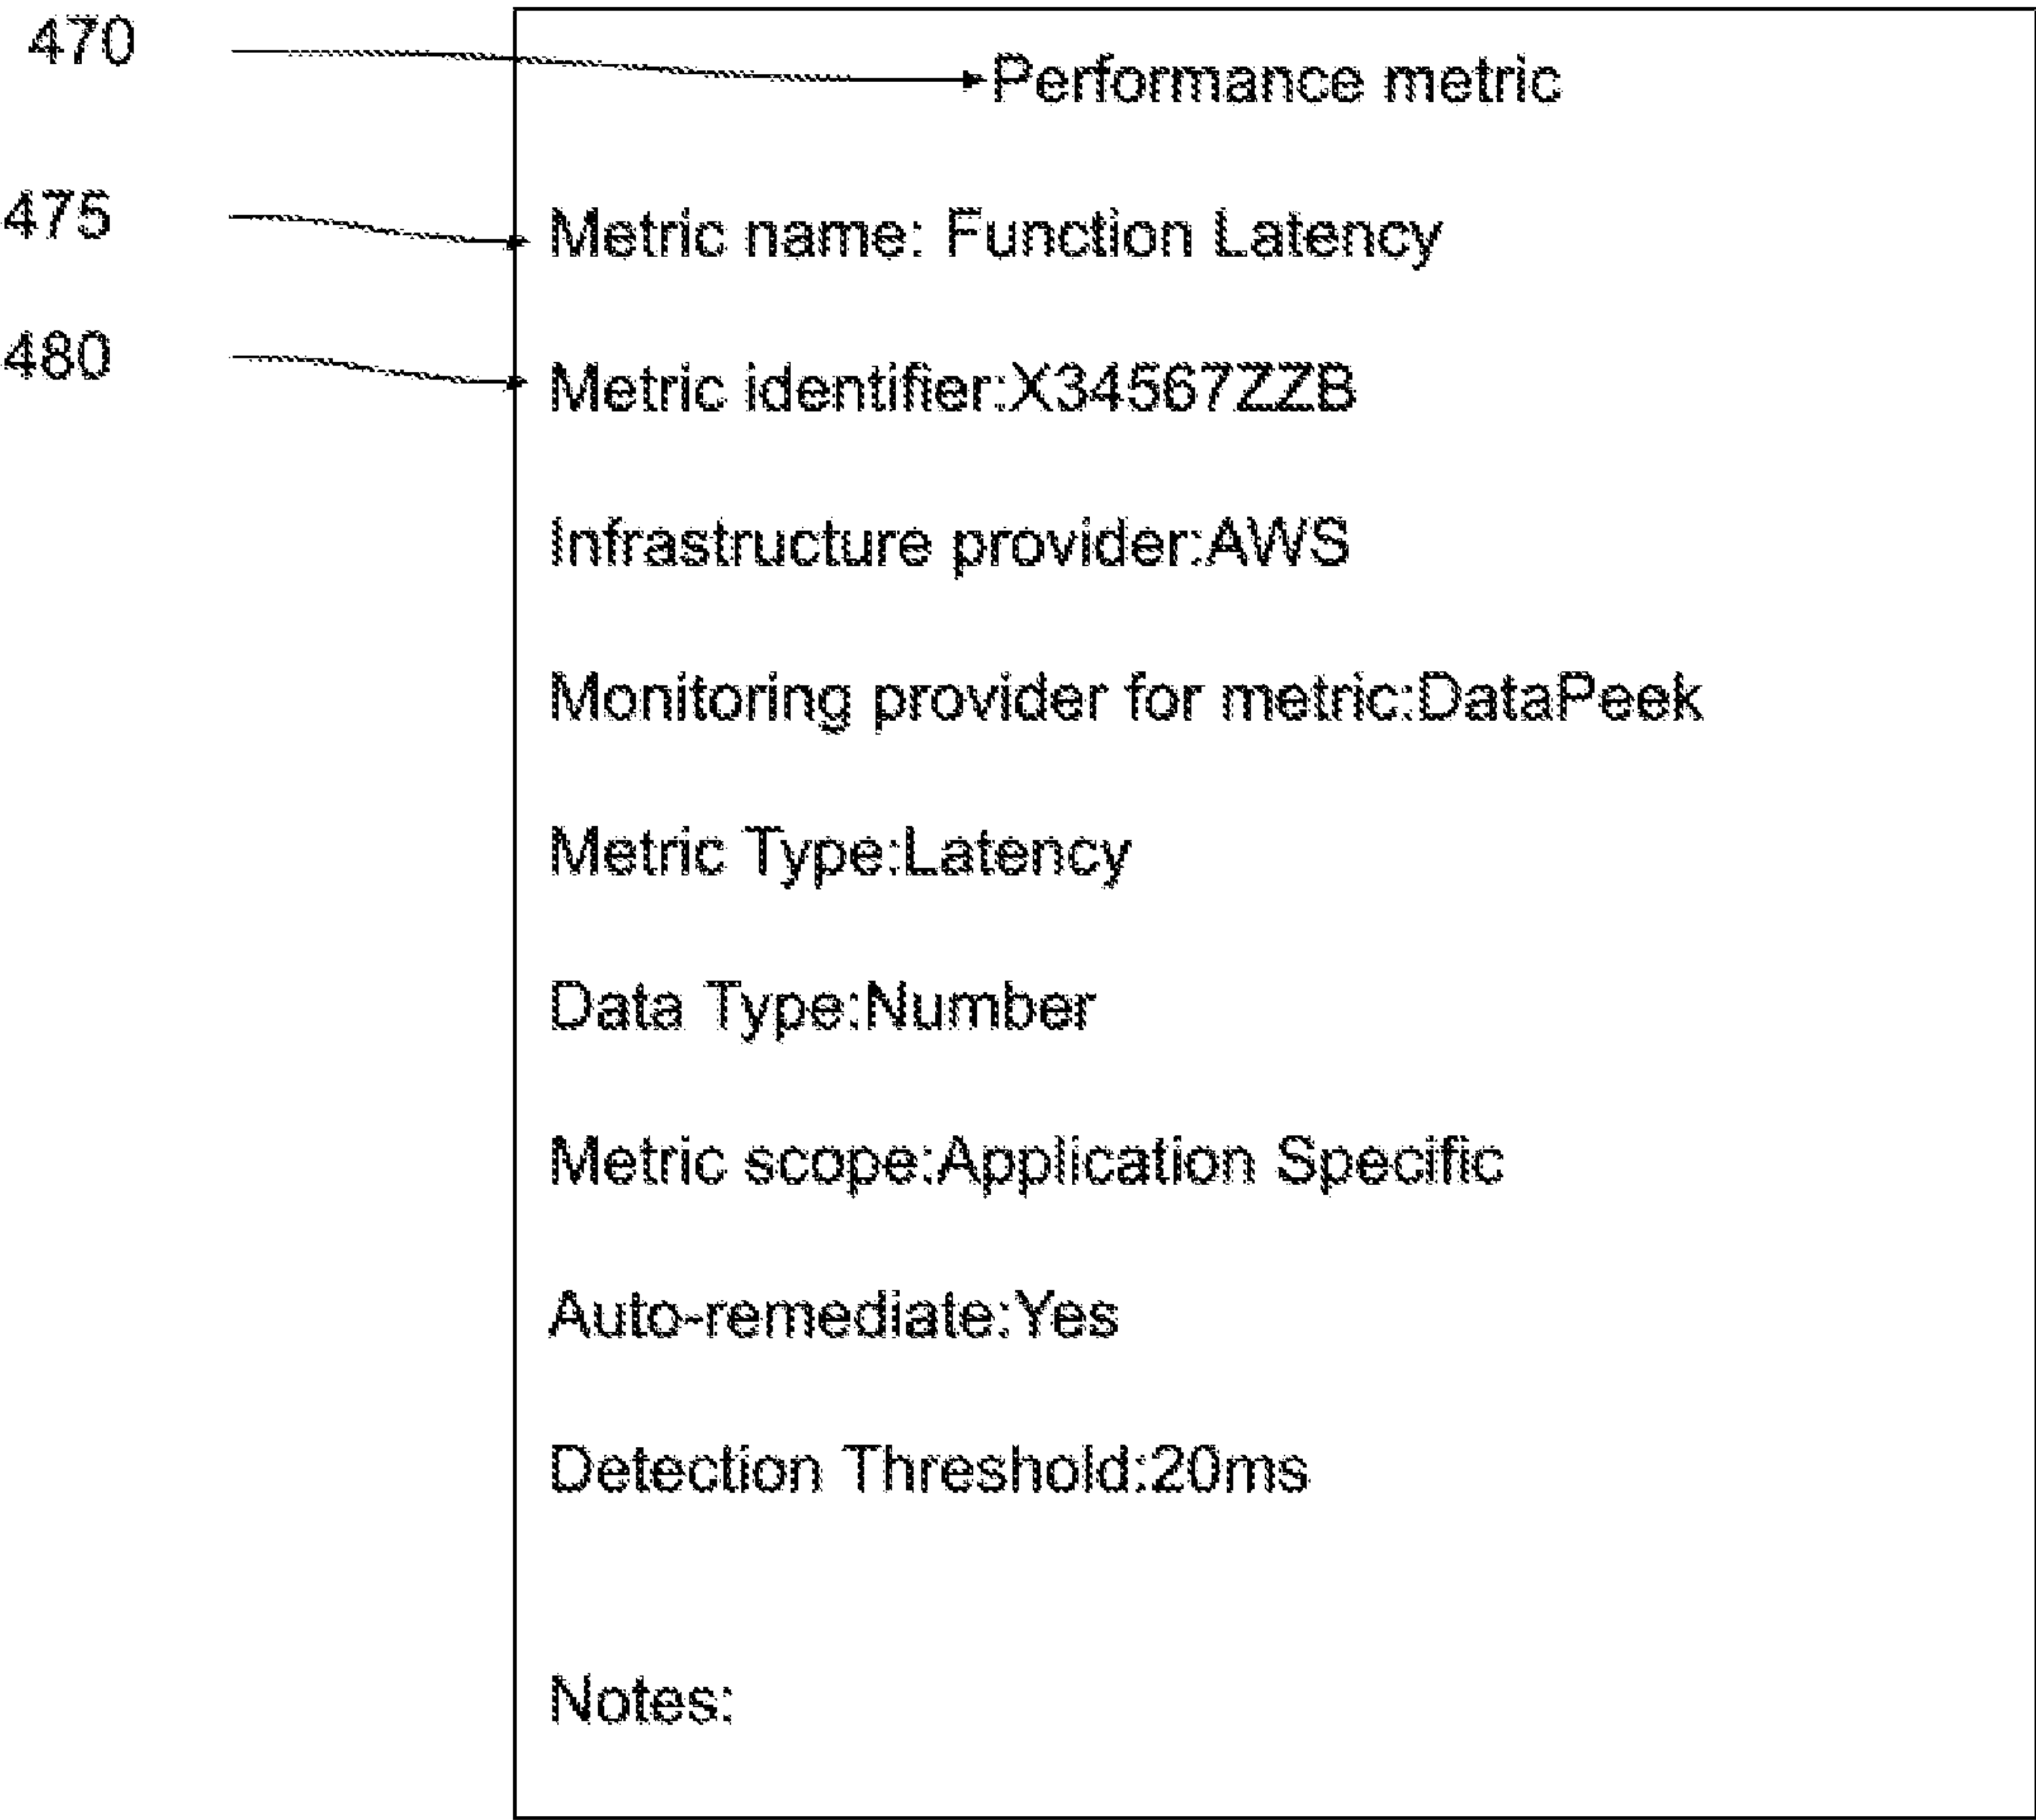 470
Performance metric
475
Metric name: Function Latency
480
Metric identifier:X34567ZZB
Infrastructure provider:AWS
Monitoring provider for metric:DataPeek
Metric Type:Latency
Data Type:Number
Metric scope:Application Specific
Auto-remediate:Yes
Detection Threshold:20ms
Notes: